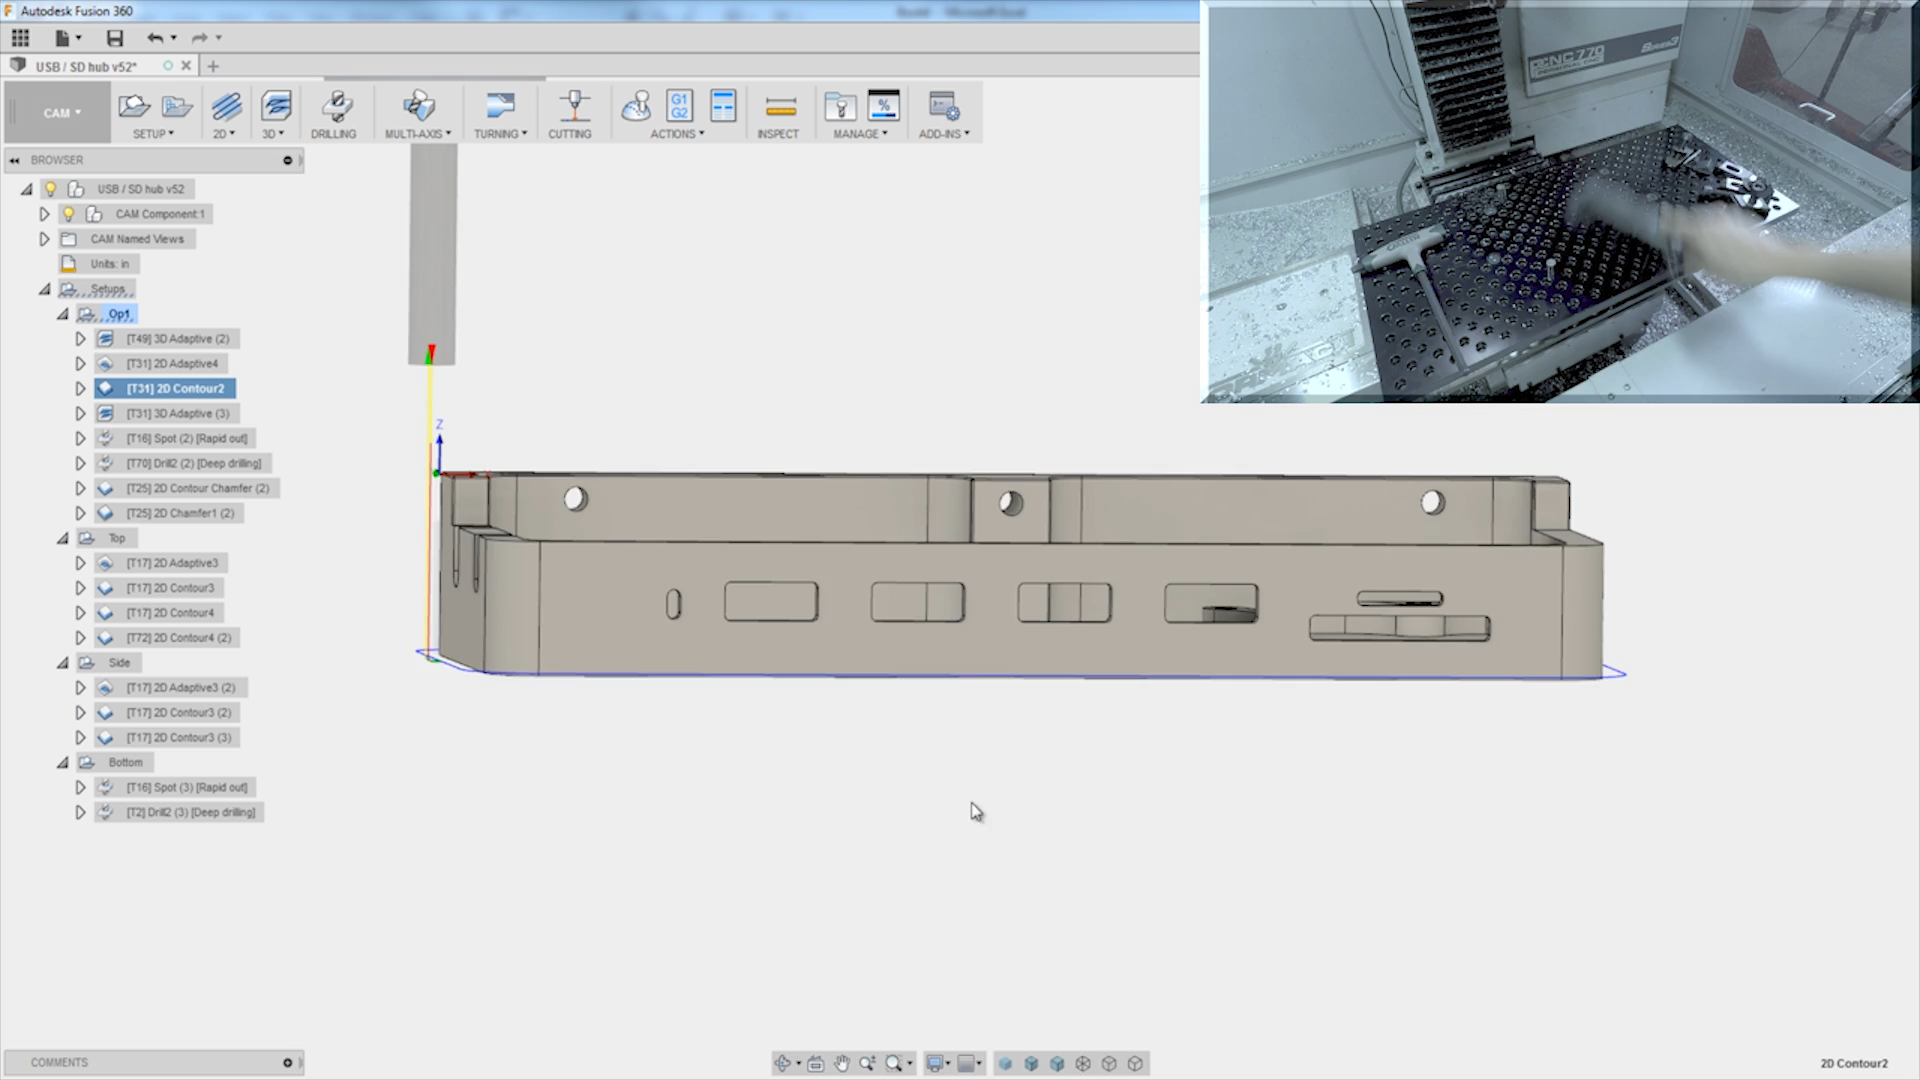 Autodesk Fusion 360
USB / SD hub v52*
CAM
SETUP
2D
3D
DRILLING
MULTI-AXIS
TURNING
CUTTING
G1
G2
ACTIONS
INSPECT
%
MANAGE
ADD-INS
BROWSER
USB / SD hub v52
CAM Component:1
CAM Named Views
Units: in
Setups
Op1
[T49] 3D Adaptive (2)
[T31] 2D Adaptive4
[T31] 2D Contour2
[T31] 3D Adaptive (3)
[T16] Spot (2) [Rapid out]
[T70] Drill2 (2) [Deep drilling]
[T25] 2D Contour Chamfer (2)
[T25] 2D Chamfer1 (2)
Top
[T17] 2D Adaptive3
[T17] 2D Contour3
[T17] 2D Contour4
[T72] 2D Contour4 (2)
Side
[T17] 2D Adaptive3 (2)
[T17] 2D Contour3 (2)
[T17] 2D Contour3 (3)
Bottom
[T16] Spot (3) [Rapid out]
[T2] Drill2 (3) [Deep drilling]
Z
COMMENTS
2D Contour2
Series3
PERSONAL CNC